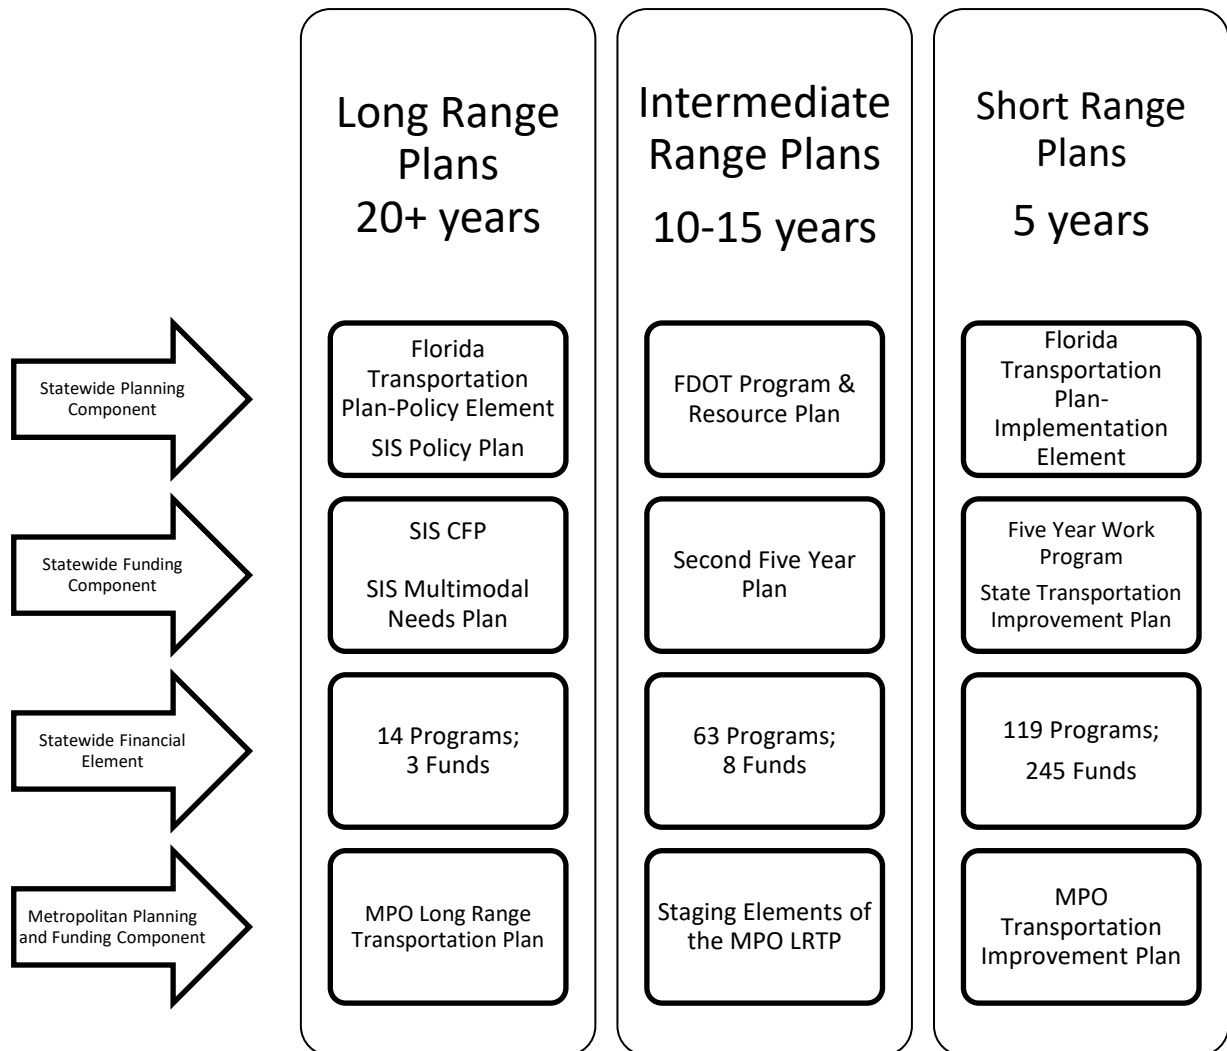 Long Range
Plans
20+ years
Intermediate
Range Plans
10-15 years
Short Range
Plans
5 years
Statewide Planning
Component
Florida
Transportation
Plan-Policy Element
SIS Policy Plan
FDOT Program &
Resource Plan
Florida
Transportation
Plan-
Implementation
Element
Statewide Funding
Component
SIS CFP
SIS Multimodal
Needs Plan
Second Five Year
Plan
Five Year Work
Program
State Transportation
Improvement Plan
Statewide Financial
Element
14 Programs;
3 Funds
63 Programs;
8 Funds
119 Programs;
245 Funds
Metropolitan Planning
and Funding Component
MPO Long Range
Transportation Plan
Staging Elements of
the MPO LRTP
MPO
Transportation
Improvement Plan